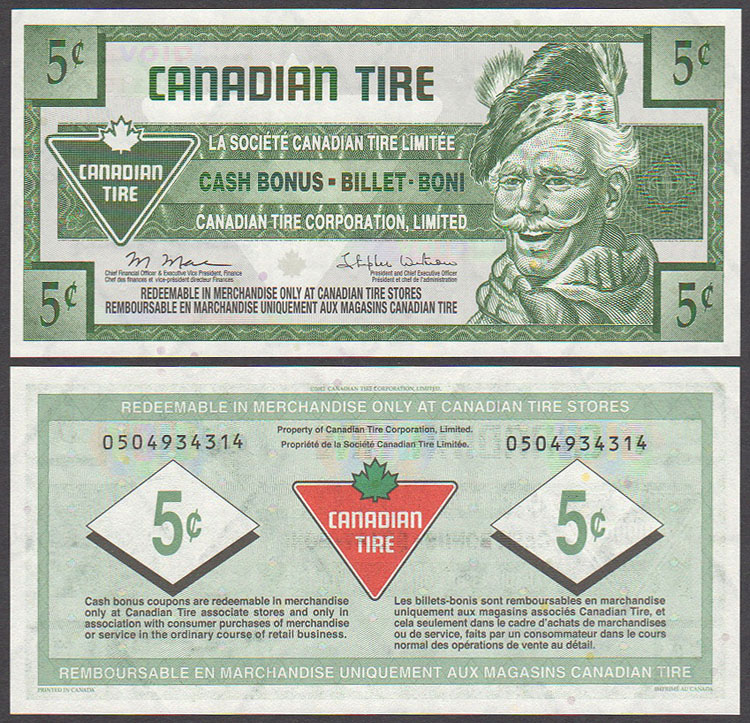 5¢
5¢
CANADIAN TIRE
LA SOCIÉTÉ CANADIAN TIRE LIMITÉE
CANADIAN
TIRE
CASH BONUS ▪ BILLET - BONI
CANADIAN TIRE CORPORATION, LIMITED
Chief Financial Officer & Executive Vice President, Finance
Chef des finances et vice-président directeur Finances
President and Chief Executive Officer
Président et chef de l'administration
5¢
5¢
REDEEMABLE IN MERCHANDISE ONLY AT CANADIAN TIRE STORES
REMBOURSABLE EN MARCHANDISE UNIQUEMENT AUX MAGASINS CANADIAN TIRE
CANADIAN TIRE CORPORATION, LIMITED.
REDEEMABLE IN MERCHANDISE ONLY AT CANADIAN TIRE STORES
Property of Canadian Tire Corporation, Limited.
Propriété de la Société Canadian Tire Limitée.
0504934314
0504934314
5¢
CANADIAN
TIRE
5¢
Cash bonus coupons are redeemable in merchandise
only at Canadian Tire associate stores and only in
association with consumer purchases of merchandise
or service in the ordinary course of retail business.
Les billets-bonis sont remboursables en marchandise
uniquement aux magasins associés Canadian Tire, et
cela seulement dans le cadre d'achats de marchandises
ou de service, faits par un consommateur dans le cours
normal des opérations de vente au détail.
REMBOURSABLE EN MARCHANDISE UNIQUEMENT AUX MAGASINS CANADIAN TIRE
PRINTED IN CANADA
IMPRIMÉ AU CANADA